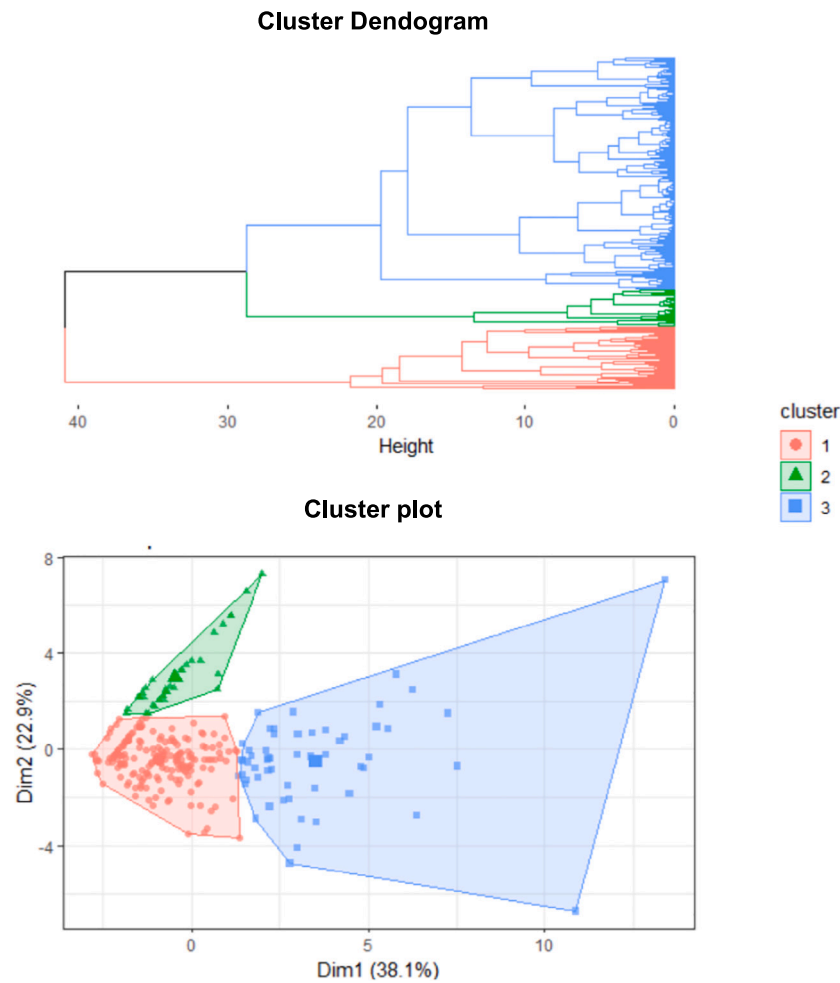 Cluster Dendogram
40 30 20 10 0
Height
cluster
1
2
3
Cluster plot
8
4
0
-4
Dim2 (22.9%)
0 5 10
Dim1 (38.1%)